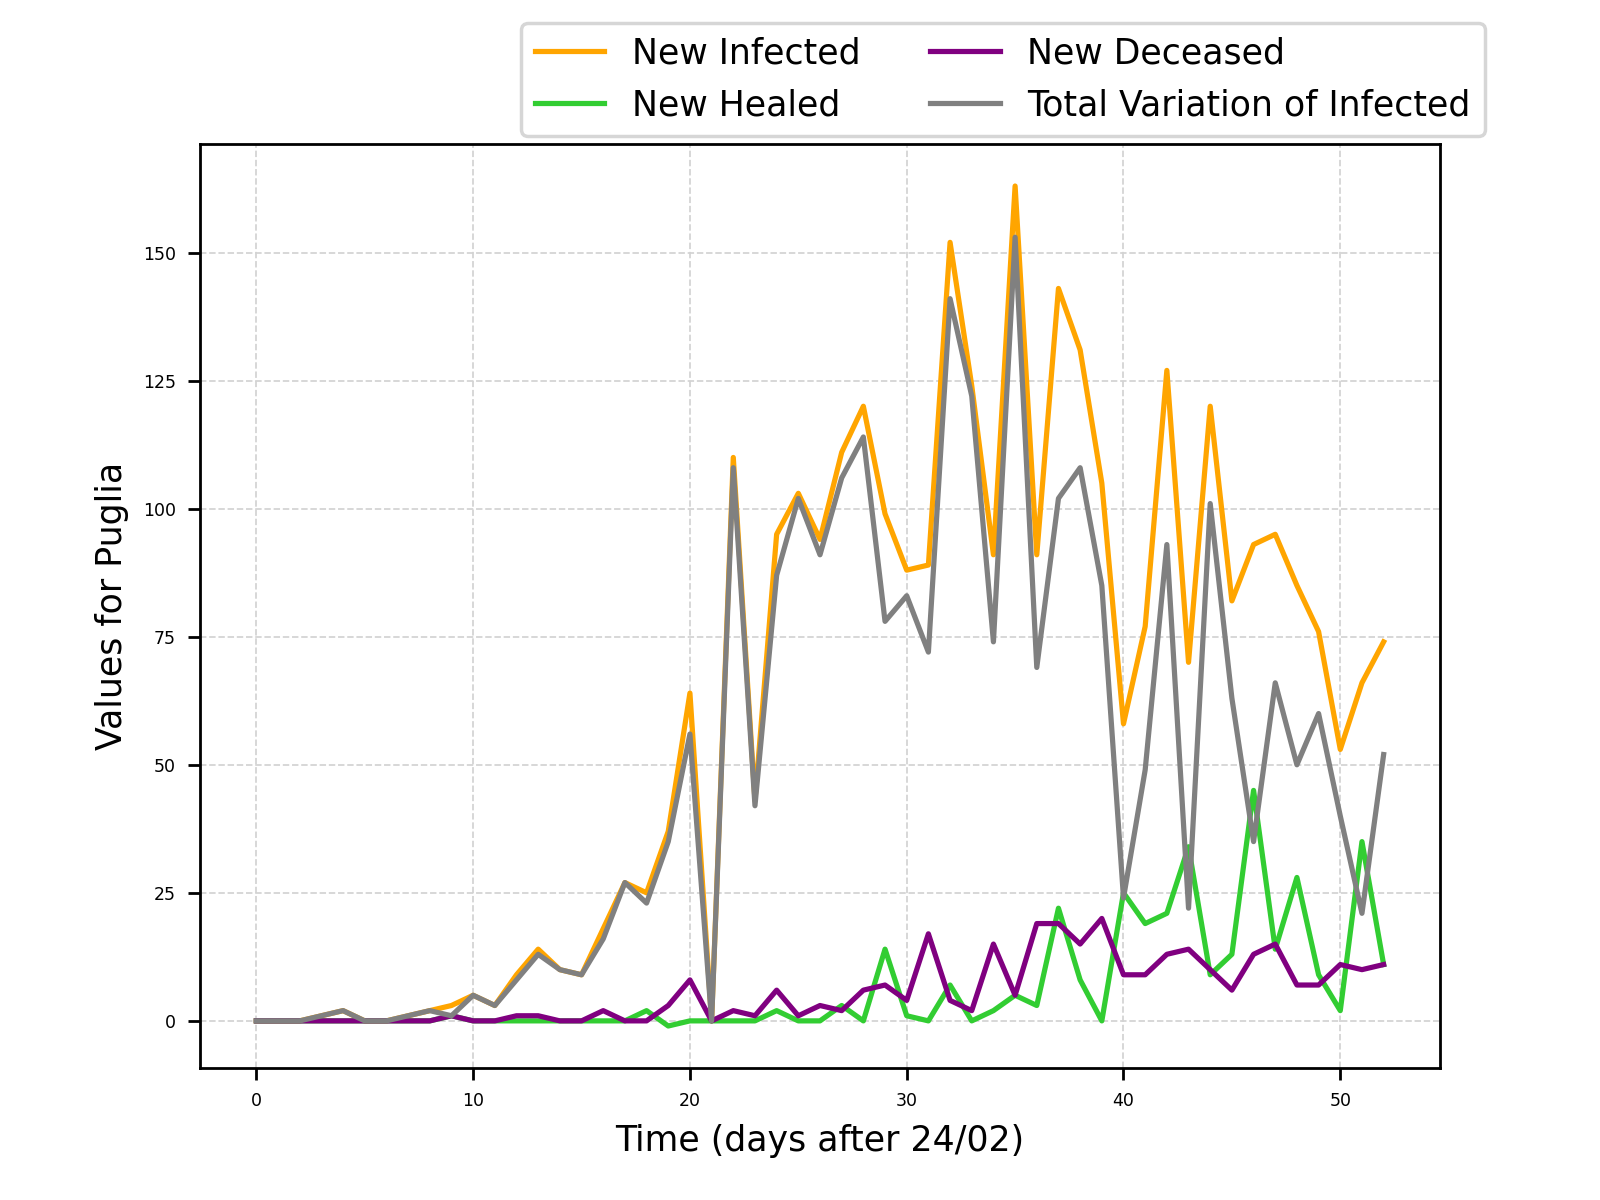 New Infected
New Healed
New Deceased
Total Variation of Infected
Values for Puglia
150
125
100
75
50
25
0
0 10 20 30 40 50
Time (days after 24/02)